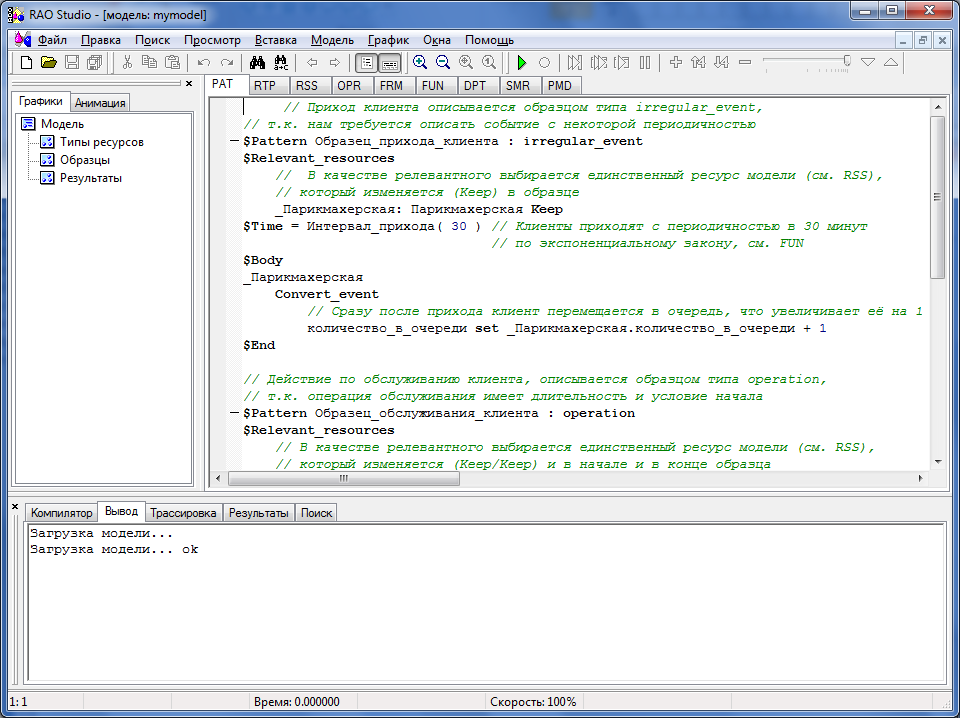 RAO Studio - [модель: mymodel]
Файл Правка Поиск Просмотр Вставка Модель График Окна Помощь
Графики Анимация
Модель
Типы ресурсов
Образцы
Результаты
PAT RTP RSS OPR FRM FUN DPT SMR PMD
// Приход клиента описывается образцом типа irregular_event,
// т.к. нам требуется описать событие с некоторой периодичностью
$Pattern Образец_прихода_клиента : irregular_event
$Relevant_resources
// В качестве релевантного выбирается единственный ресурс модели (см. RSS),
// который изменяется (Keep) в образце
_Парикмахерская: Парикмахерская Keep
$Time = Интервал_прихода( 30 ) // Клиенты приходят с периодичностью в 30 минут
// по экспоненциальному закону, см. FUN
$Body
_Парикмахерская
Convert_event
// Сразу после прихода клиент перемещается в очередь, что увеличивает её на 1
количество_в_очереди set _Парикмахерская.количество_в_очереди + 1
$End
// Действие по обслуживанию клиента, описывается образцом типа operation,
// т.к. операция обслуживания имеет длительность и условие начала
$Pattern Образец_обслуживания_клиента : operation
$Relevant_resources
// В качестве релевантного выбирается единственный ресурс модели (см. RSS),
// который изменяется (Keep/Keep) и в начале и в конце образца
Компилятор Вывод Трассировка Результаты Поиск
Загрузка модели...
Загрузка модели... ok
1: 1 Время: 0.000000 Скорость: 100%